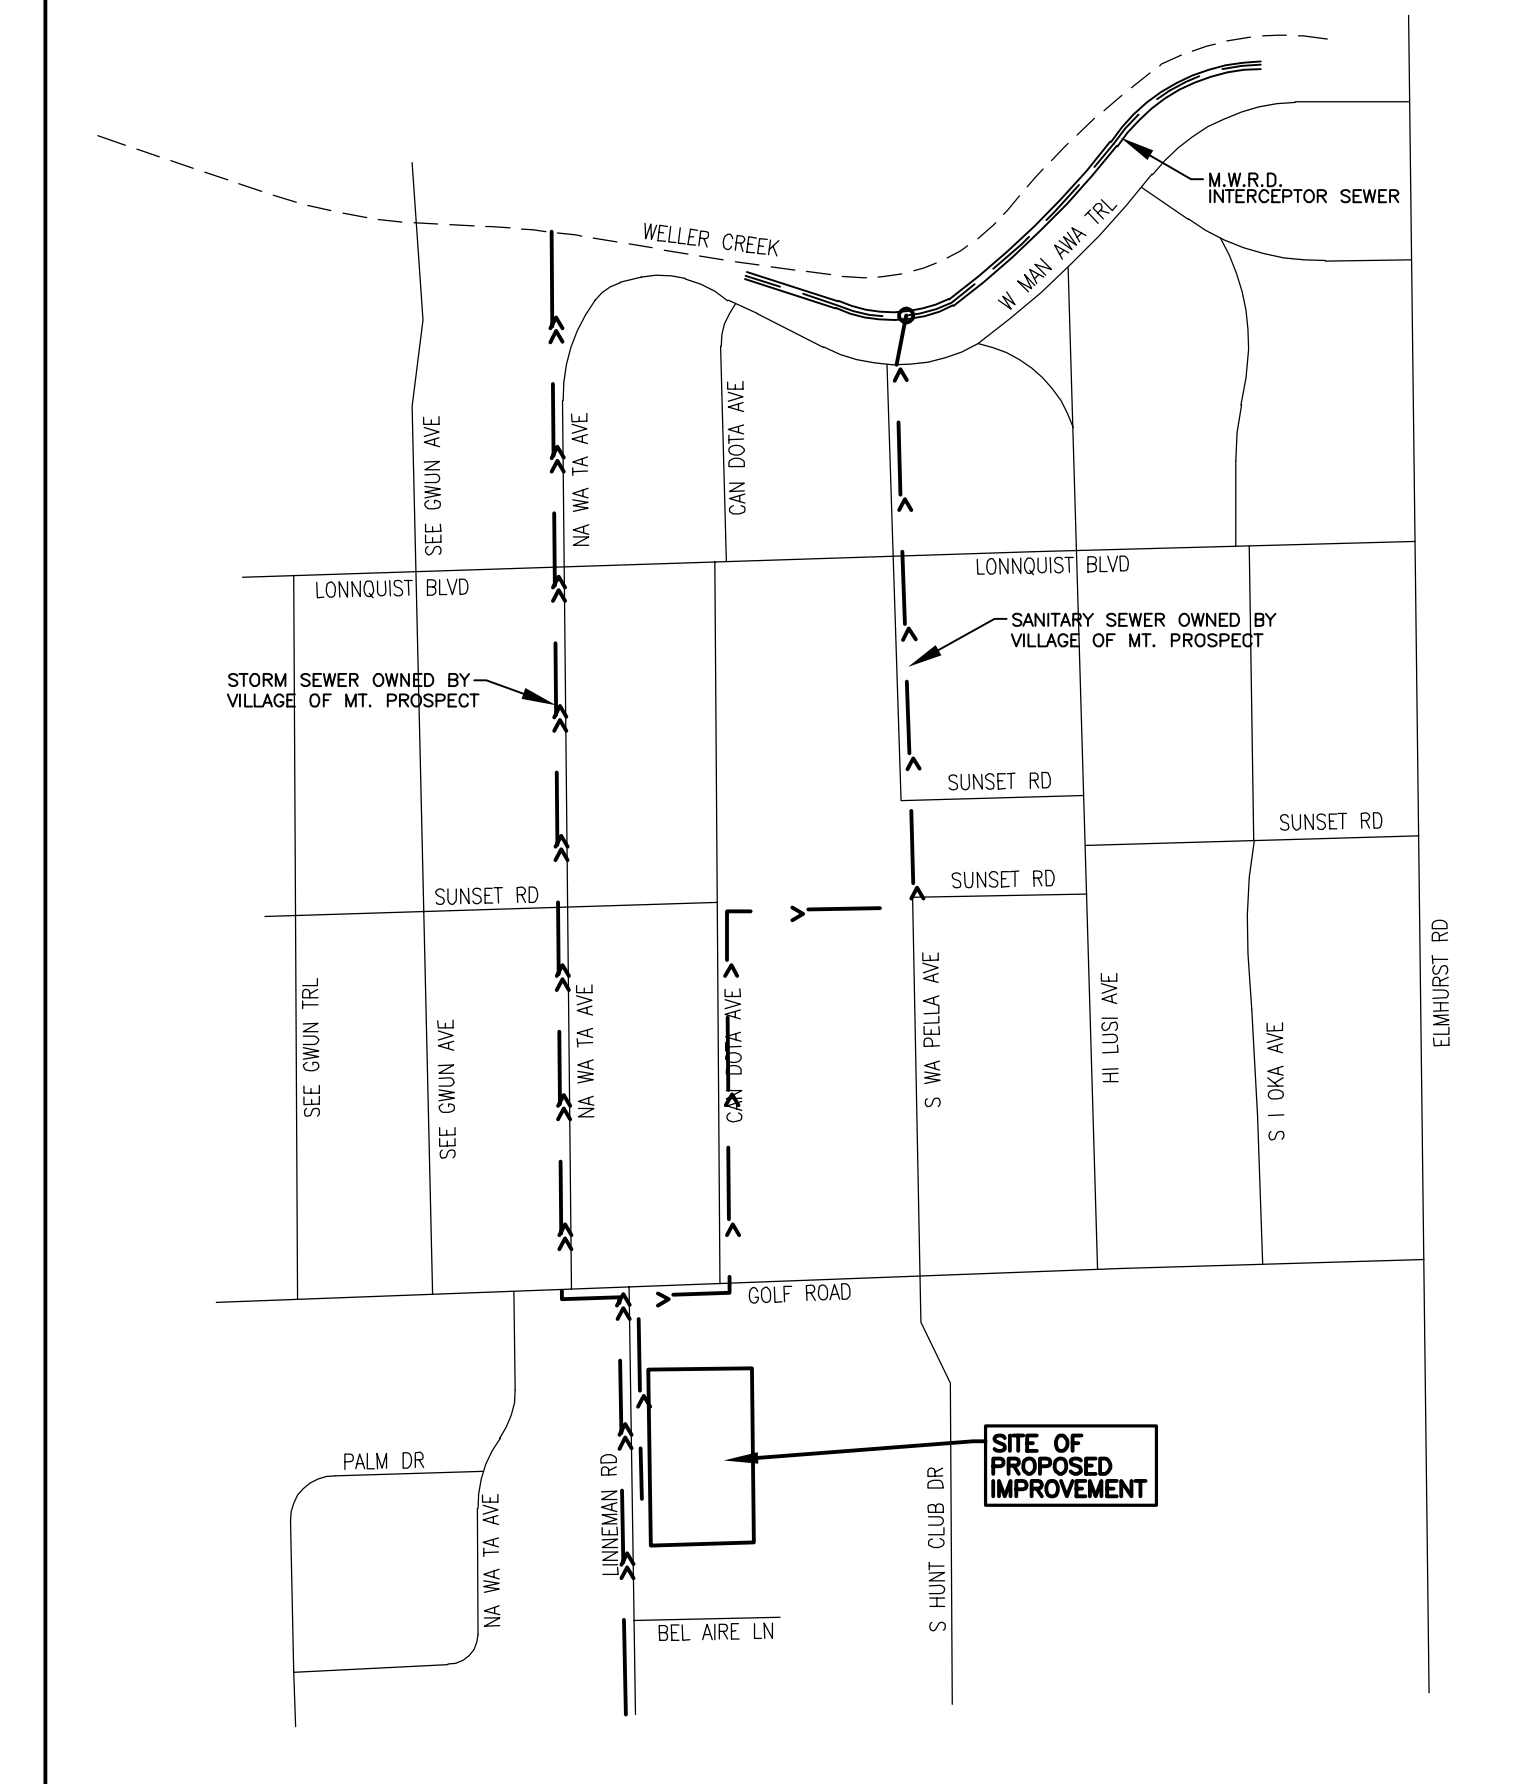 M.W.R.D.
INTERCEPTOR SEWER
WELLER CREEK
W MAN AWA TRL
SEE GWUN AVE
NA WA TA AVE
CAN DOTA AVE
LONNQUIST BLVD
LONNQUIST BLVD
SANITARY SEWER OWNED BY
VILLAGE OF MT. PROSPECT
STORM SEWER OWNED BY
VILLAGE OF MT. PROSPECT
SUNSET RD
SUNSET RD
SUNSET RD
SUNSET RD
SEE GWUN TRL
SEE GWUN AVE
NA WA TA AVE
CAN DOTA AVE
S WA PELLA AVE
HI LUSI AVE
S I OKA AVE
ELMHURST RD
GOLF ROAD
SITE OF
PROPOSED
IMPROVEMENT
PALM DR
NA WA TA AVE
LINNEMAN RD
S HUNT CLUB DR
BEL AIRE LN